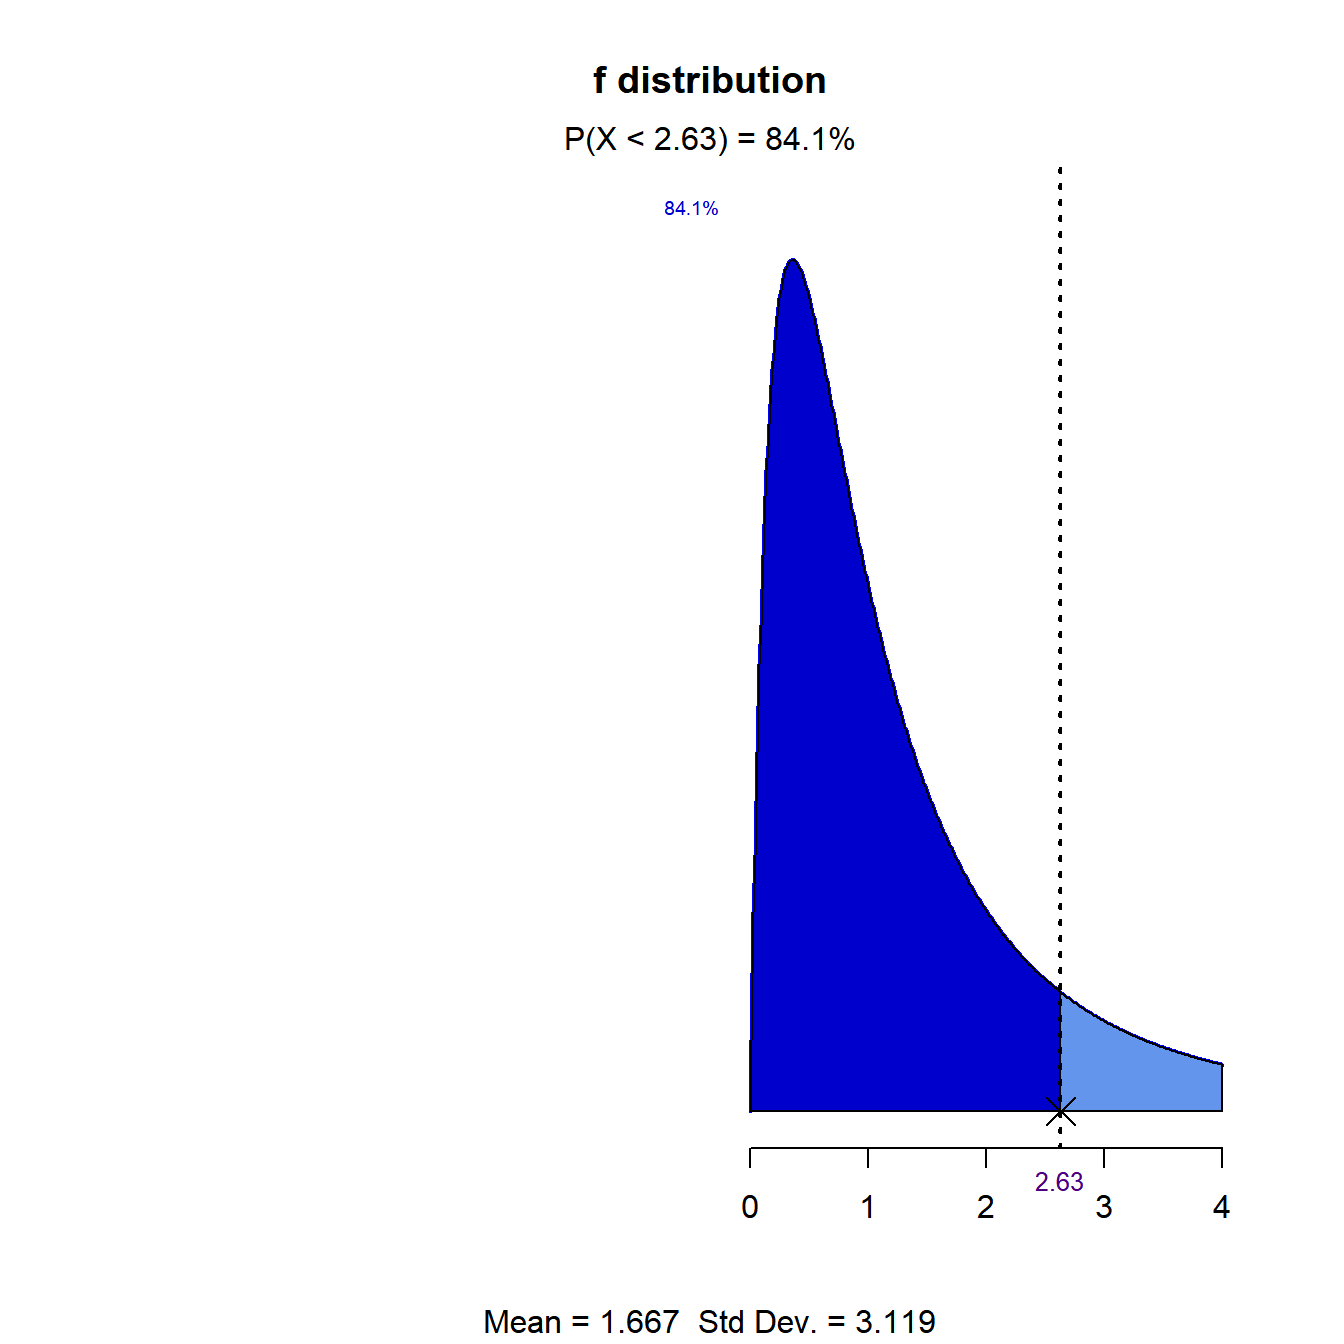 f distribution
P(X < 2.63) = 84.1%
84.1%
2.63
0 1 2 3 4
Mean = 1.667  Std Dev. = 3.119